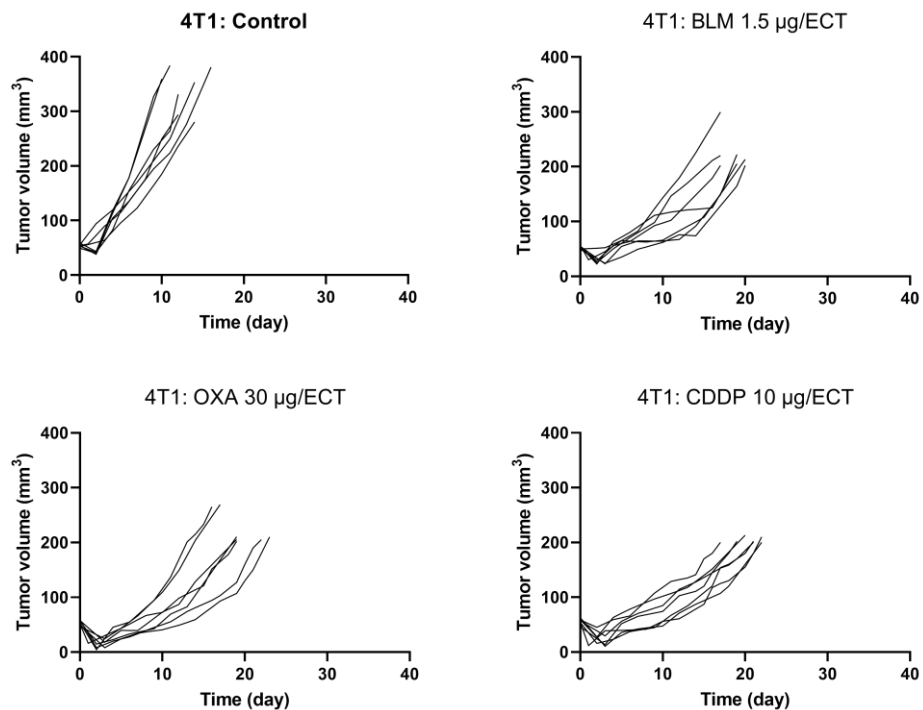 4T1: Control
Tumor volume (mm³)
400
300
200
100
0
0 10 20 30 40
Time (day)
4T1: BLM 1.5 µg/ECT
Tumor volume (mm³)
400
300
200
100
0
0 10 20 30 40
Time (day)
4T1: OXA 30 µg/ECT
Tumor volume (mm³)
400
300
200
100
0
0 10 20 30 40
Time (day)
4T1: CDDP 10 µg/ECT
Tumor volume (mm³)
400
300
200
100
0
0 10 20 30 40
Time (day)